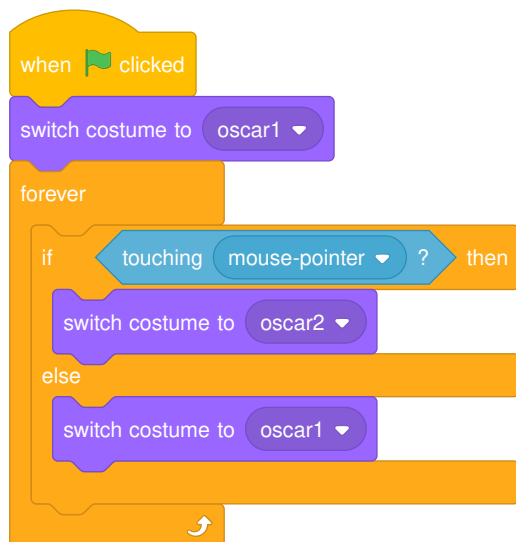 when clicked
switch costume to oscar1
forever
if touching mouse-pointer ? then
switch costume to oscar2
else
switch costume to oscar1